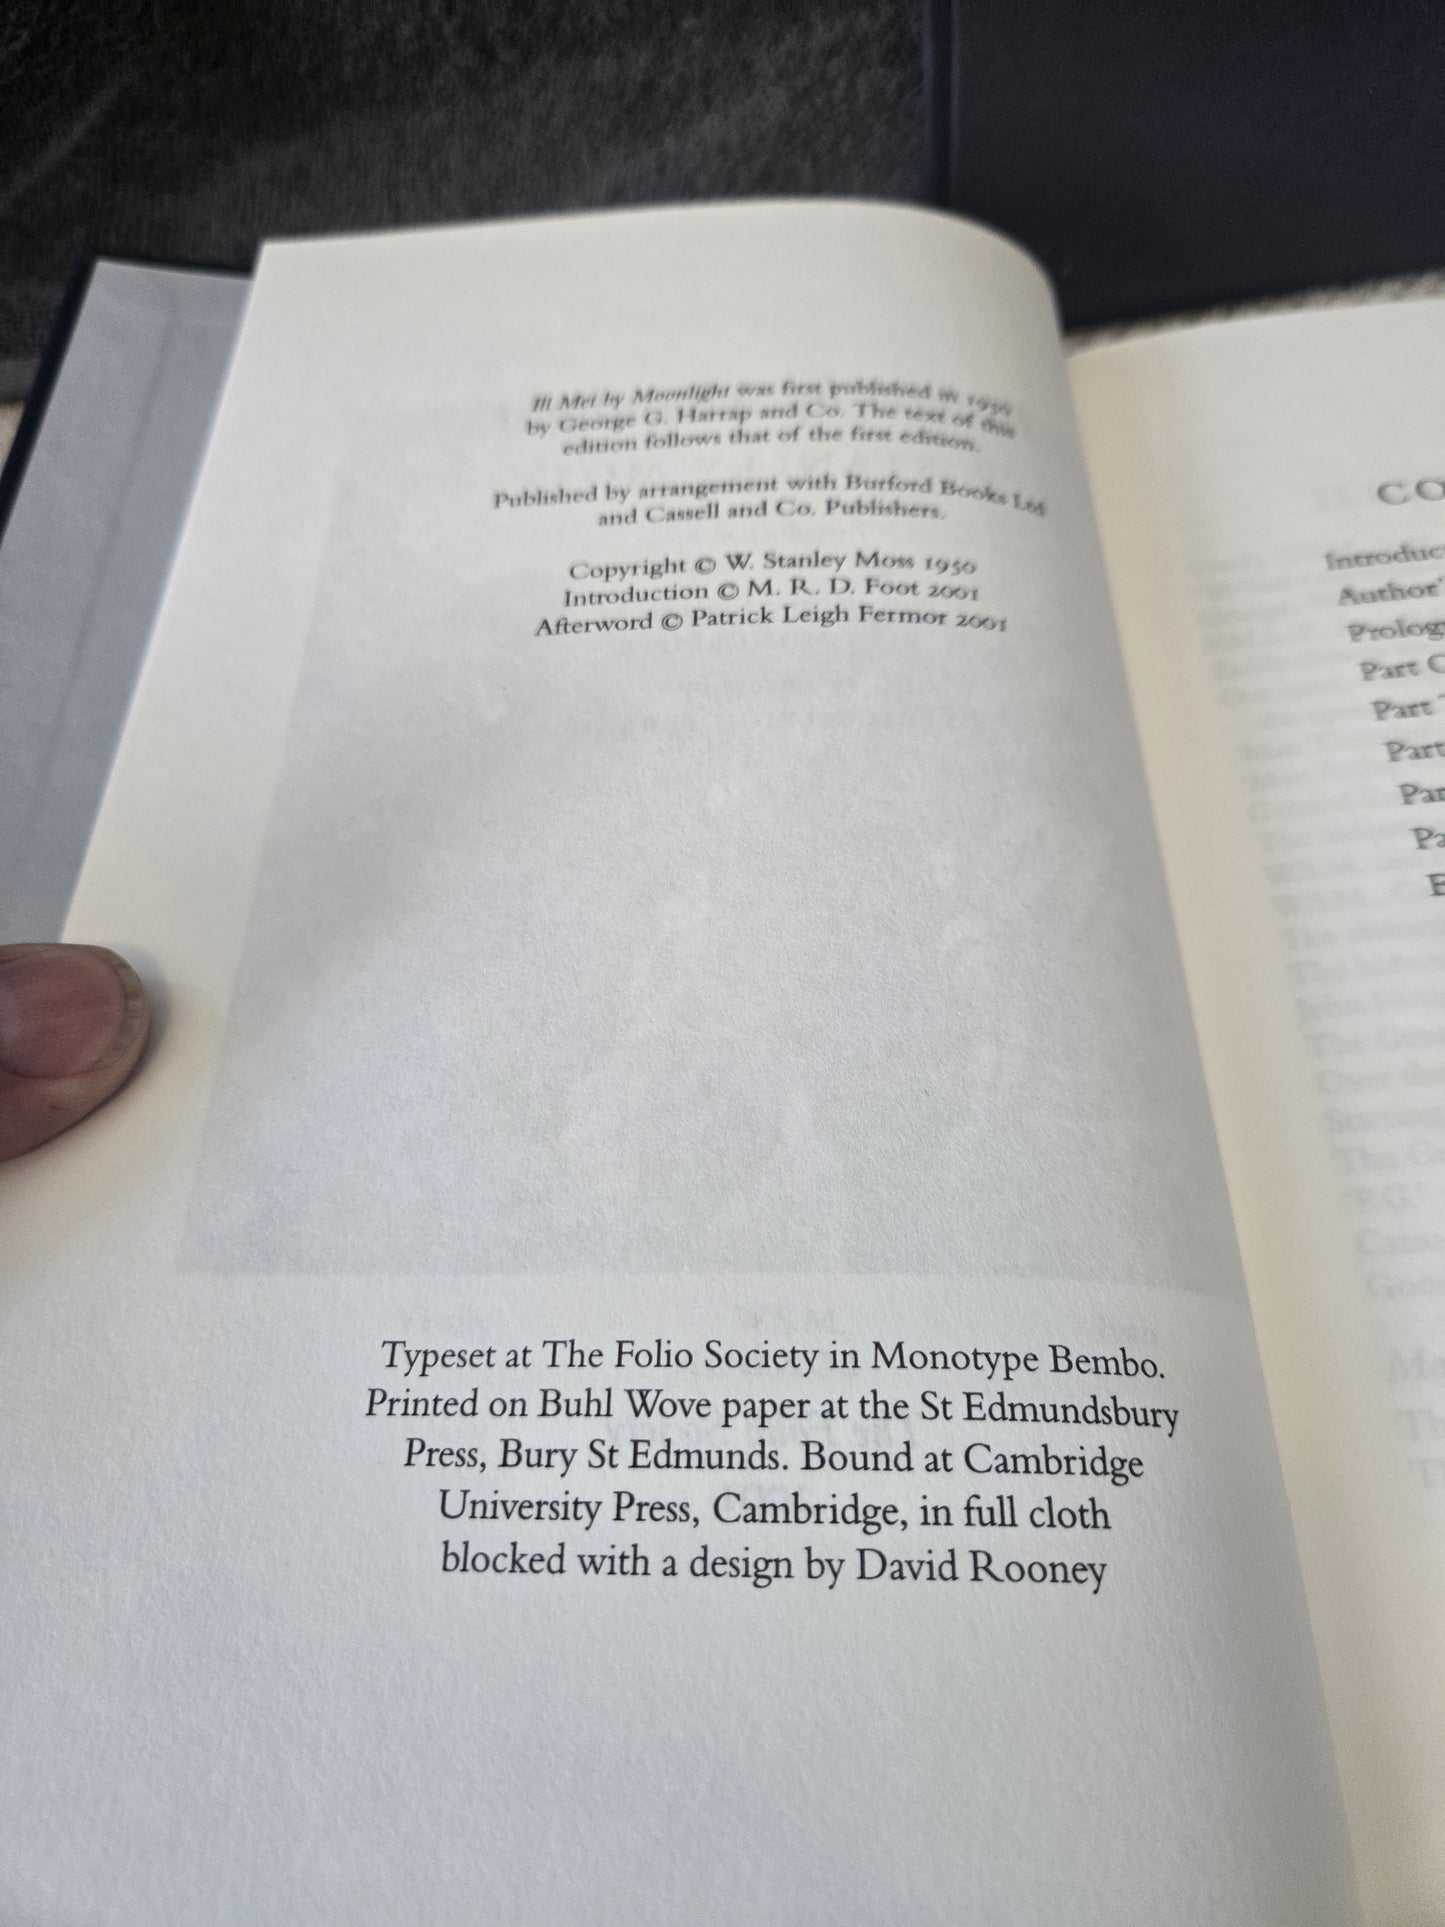 Ill Met by Moonlight was first published in 1950
by George G. Harrap and Co. The text of this
edition follows that of the first edition.
Published by arrangement with Burford Books Ltd
and Cassell and Co. Publishers.
Copyright © W. Stanley Moss 1950
Introduction © M. R. D. Foot 2001
Afterword © Patrick Leigh Fermor 2001
Typeset at The Folio Society in Monotype Bembo.
Printed on Buhl Wove paper at the St Edmundsbury
Press, Bury St Edmunds. Bound at Cambridge
University Press, Cambridge, in full cloth
blocked with a design by David Rooney
CO
Introduc
Author'
Prolog
Part
Part
Part
Par
Pa